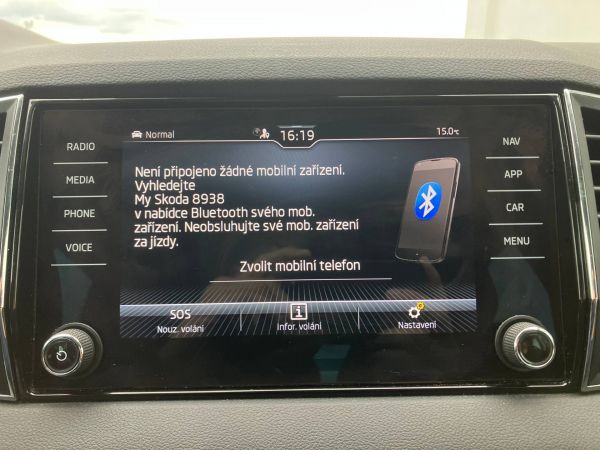 RADIO
MEDIA
PHONE
VOICE
Normal
16:19
15.0°C
Není připojeno žádné mobilní zařízení.
Vyhledejte
My Skoda 8938
v nabídce Bluetooth svého mob.
zařízení. Neobsluhujte své mob. zařízení
za jízdy.
Zvolit mobilní telefon
SOS
Nouz. volání
i
Infor. volání
Nastavení
NAV
APP
CAR
MENU